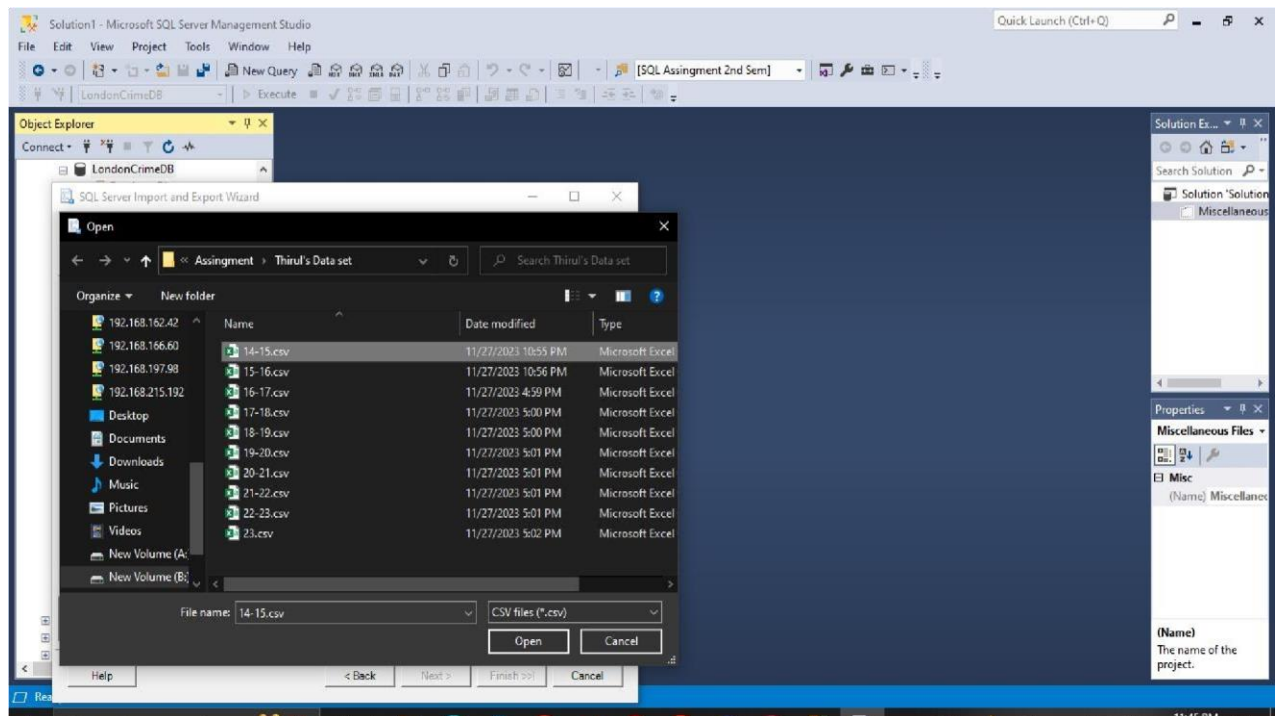 Solution1 - Microsoft SQL Server Management Studio
Quick Launch (Ctrl+Q)
File Edit View Project Tools Window Help
New Query
[SQL Assingment 2nd Sem]
LondonCrimeDB
Execute
Object Explorer
Connect
LondonCrimeDB
SQL Server Import and Export Wizard
Open
« Assingment › Thirul's Data set
Search Thirul's Data set
Organize
New folder
192.168.162.42
192.168.166.60
192.168.197.98
192.168.215.192
Desktop
Documents
Downloads
Music
Pictures
Videos
New Volume (A:
New Volume (B:)
Name Date modified Type
14-15.csv 11/27/2023 10:55 PM Microsoft Excel
15-16.csv 11/27/2023 10:56 PM Microsoft Excel
16-17.csv 11/27/2023 4:59 PM Microsoft Excel
17-18.csv 11/27/2023 5:00 PM Microsoft Excel
18-19.csv 11/27/2023 5:00 PM Microsoft Excel
19-20.csv 11/27/2023 5:01 PM Microsoft Excel
20-21.csv 11/27/2023 5:01 PM Microsoft Excel
21-22.csv 11/27/2023 5:01 PM Microsoft Excel
22-23.csv 11/27/2023 5:01 PM Microsoft Excel
23.csv 11/27/2023 5:02 PM Microsoft Excel
File name: 14-15.csv
CSV files (*.csv)
Open Cancel
Help < Back Next > Finish >>| Cancel
Rea
Solution Ex...
Search Solution
Solution 'Solution
Miscellaneous
Properties
Miscellaneous Files
Misc
(Name) Miscellanec
(Name)
The name of the
project.